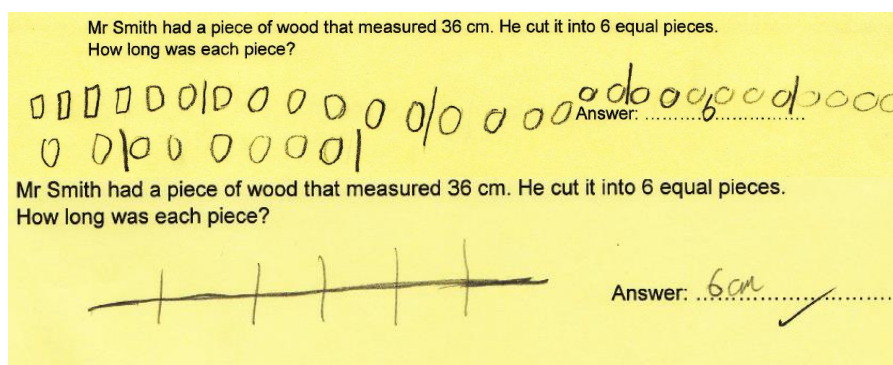 Mr Smith had a piece of wood that measured 36 cm. He cut it into 6 equal pieces.
How long was each piece?
Answer: ..........6...............
Mr Smith had a piece of wood that measured 36 cm. He cut it into 6 equal pieces.
How long was each piece?
Answer: ..6cm....................